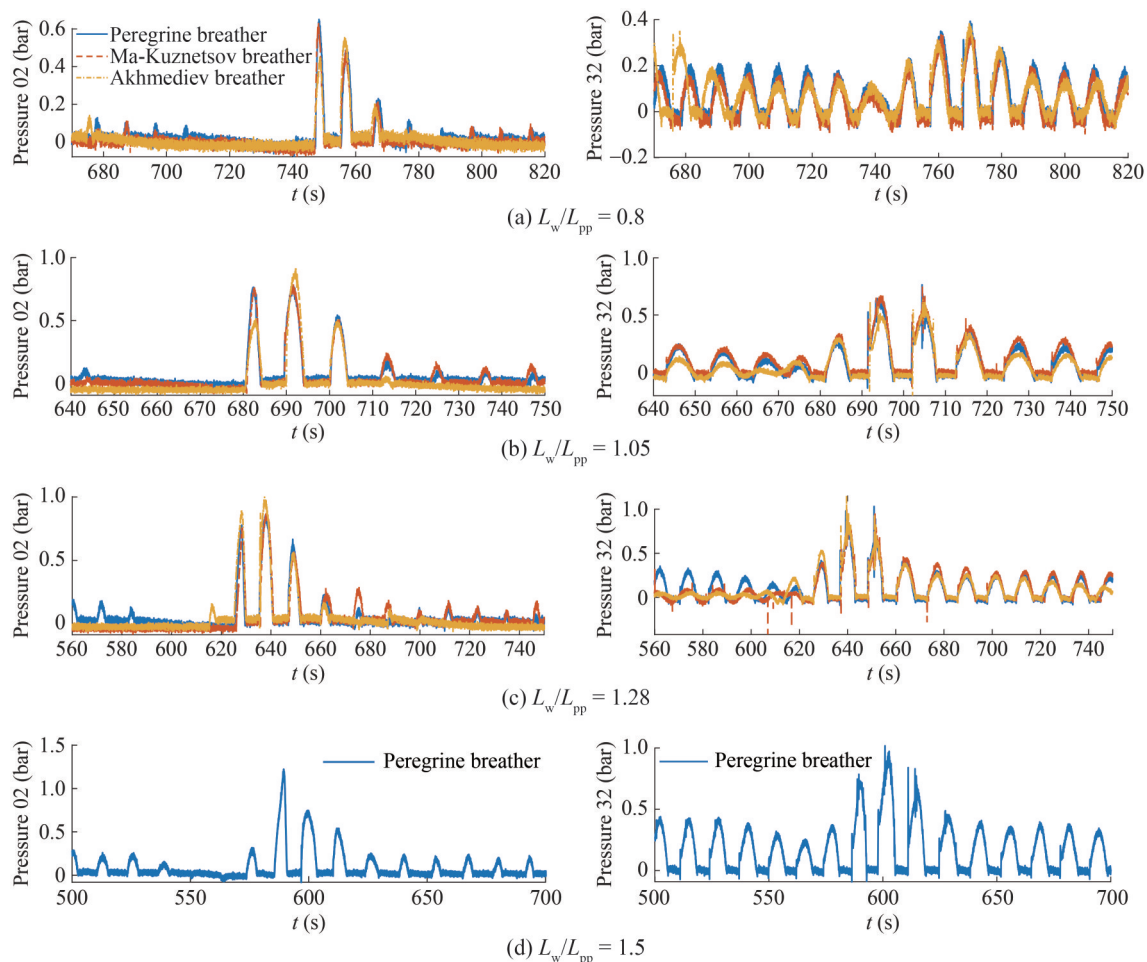 Pressure 02 (bar)
0.6
0.4
0.2
0
Peregrine breather
Ma-Kuznetsov breather
Akhmediev breather
680 700 720 740 760 780 800 820
t (s)
Pressure 32 (bar)
0.4
0.2
0
−0.2
680 700 720 740 760 780 800 820
t (s)
(a) Lw/Lpp = 0.8
Pressure 02 (bar)
1.0
0.5
0
640 650 660 670 680 690 700 710 720 730 740 750
t (s)
Pressure 32 (bar)
1.0
0.5
0
640 650 660 670 680 690 700 710 720 730 740 750
t (s)
(b) Lw/Lpp = 1.05
Pressure 02 (bar)
1.0
0.5
0
560 580 600 620 640 660 680 700 720 740
t (s)
Pressure 32 (bar)
1.0
0.5
0
560 580 600 620 640 660 680 700 720 740
t (s)
(c) Lw/Lpp = 1.28
Pressure 02 (bar)
1.5
1.0
0.5
0
Peregrine breather
500 550 600 650 700
t (s)
Pressure 32 (bar)
1.0
0.5
0
Peregrine breather
500 550 600 650 700
t (s)
(d) Lw/Lpp = 1.5